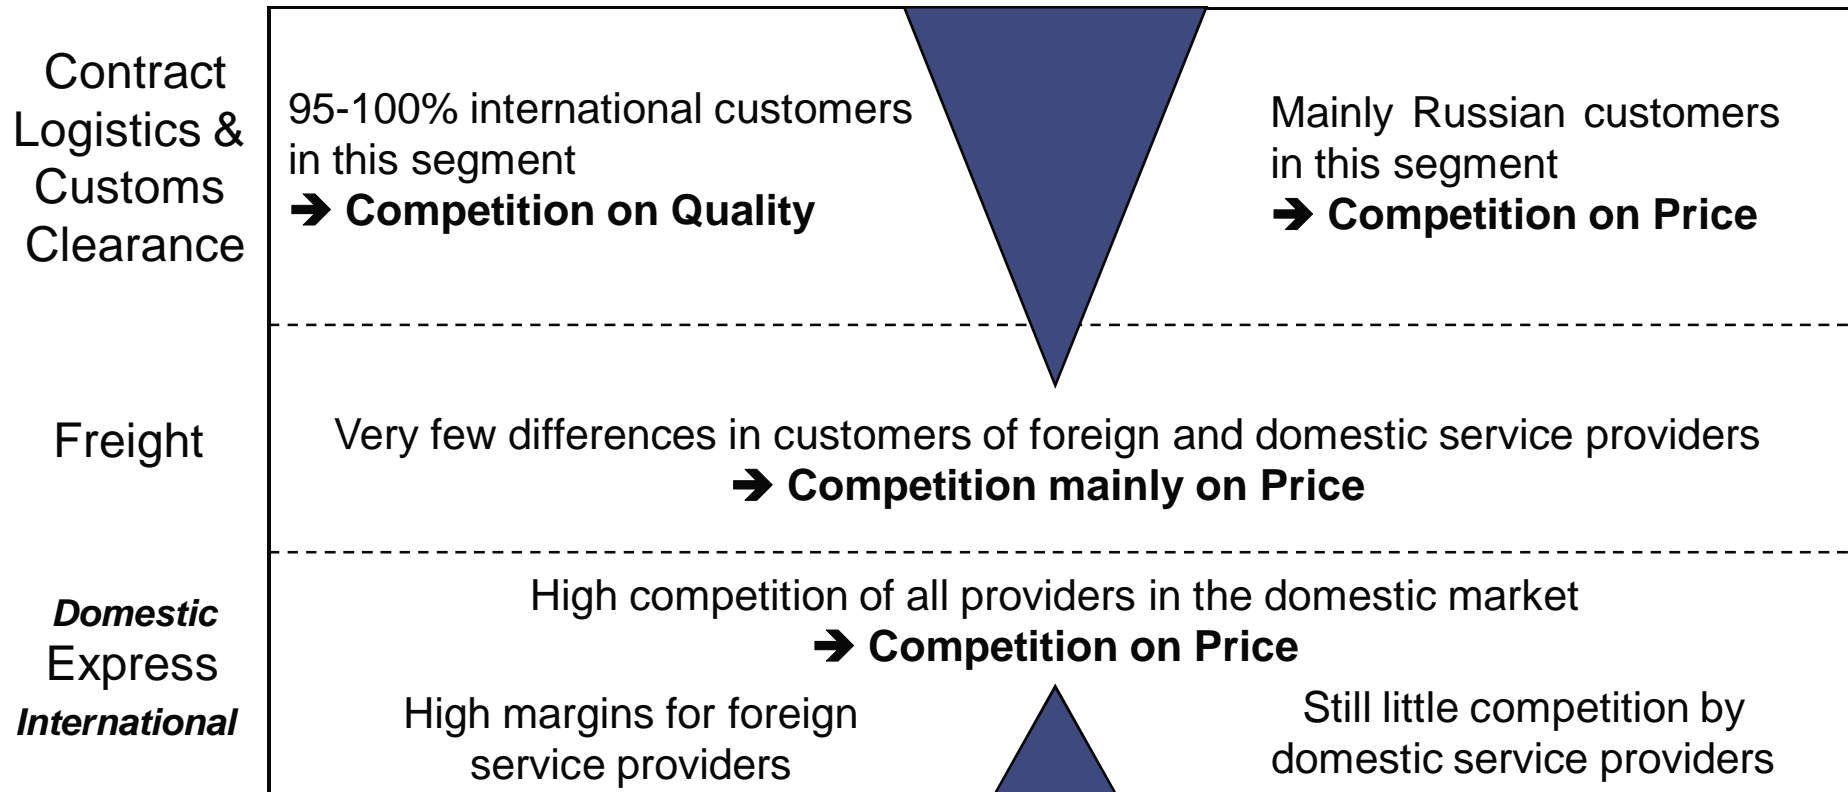 Contract
Logistics &
Customs
Clearance
95-100% international customers
in this segment
➔ Competition on Quality
Mainly Russian customers
in this segment
➔ Competition on Price
Freight
Very few differences in customers of foreign and domestic service providers
➔ Competition mainly on Price
Domestic
Express
International
High competition of all providers in the domestic market
➔ Competition on Price
High margins for foreign
service providers
Still little competition by
domestic service providers